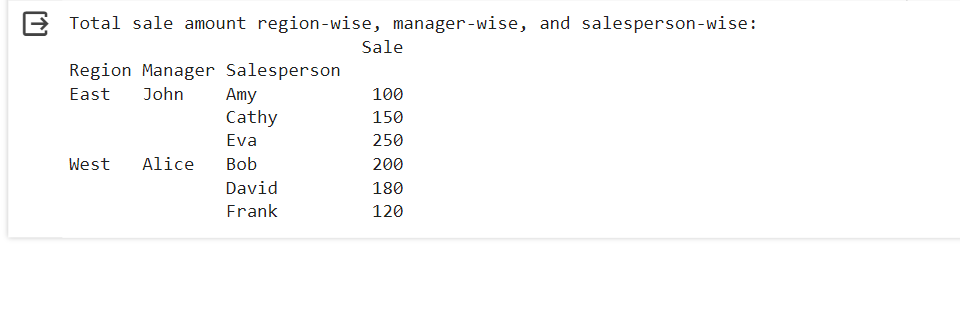 Total sale amount region-wise, manager-wise, and salesperson-wise:
Sale
Region Manager Salesperson
East John Amy 100
Cathy 150
Eva 250
West Alice Bob 200
David 180
Frank 120